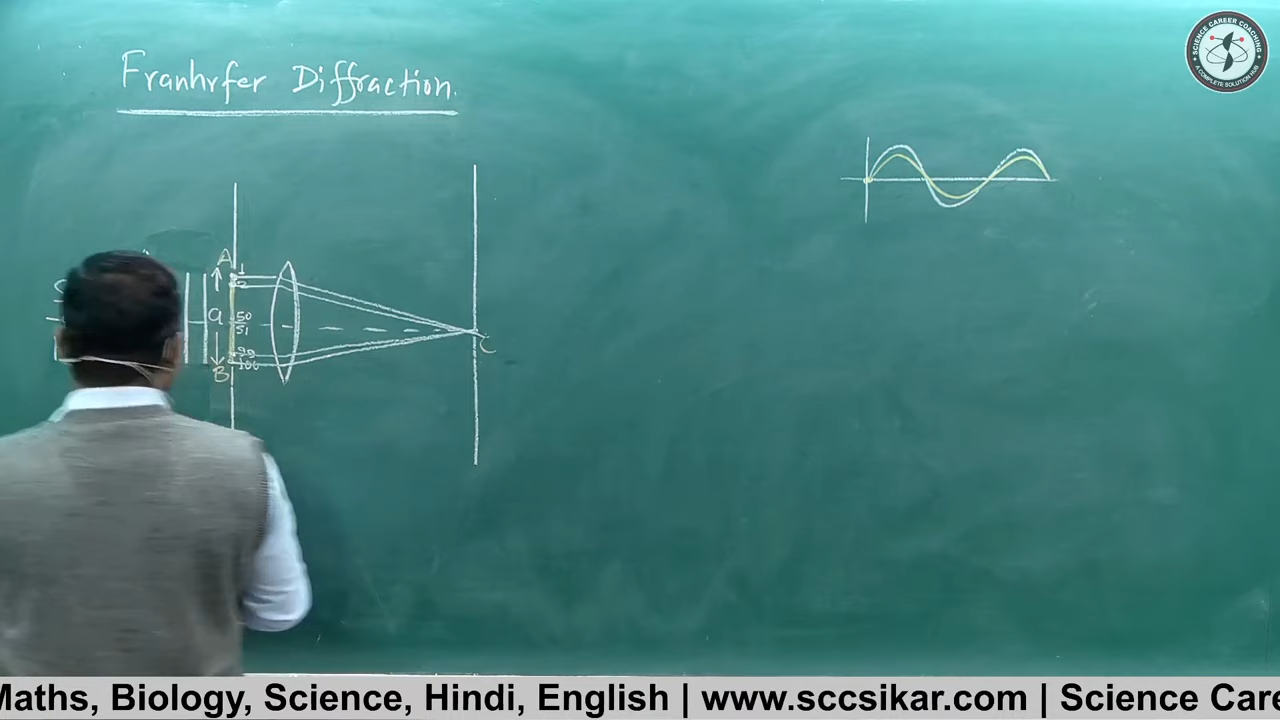 Franhrfer Diffraction.
S
A
1
2
a
50
51
99
100
B
C
SCIENCE CAREER COACHING
A COMPLETE SOLUTION HUB
Maths, Biology, Science, Hindi, English | www.sccsikar.com | Science Care